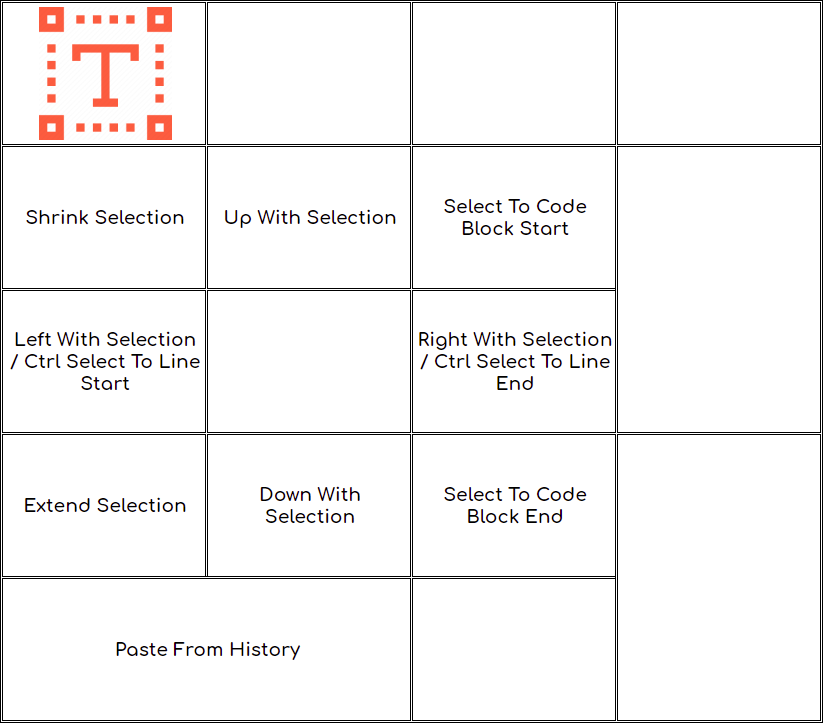 T
Shrink Selection
Up With Selection
Select To Code
Block Start
Left With Selection
/ Ctrl Select To Line
Start
Right With Selection
/ Ctrl Select To Line
End
Extend Selection
Down With
Selection
Select To Code
Block End
Paste From History